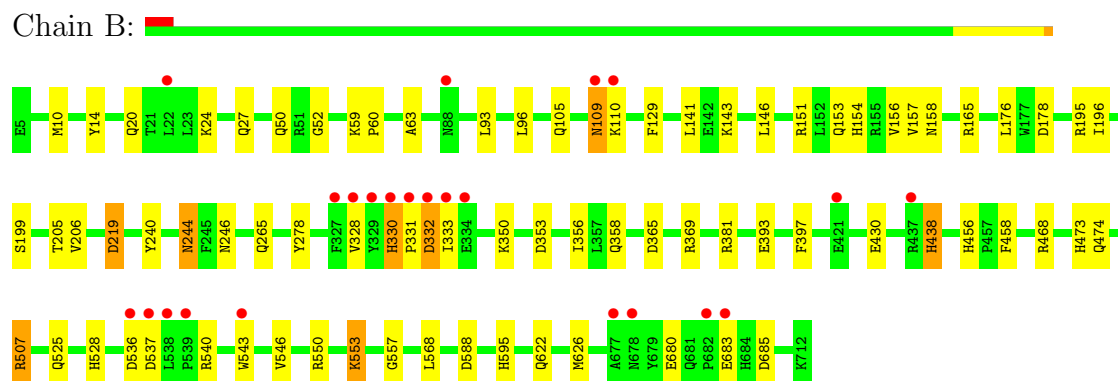 Chain B:
E5 M10 Y14 Q20 T21 L22 L23 K24 Q27 Q50 R51 G52 K59 P60 A63 N88 L93 L96 Q105 N109 K110 F129 L141 E142 K143 L146 R151 L152 Q153 H154 R155 V156 V157 N158 R165 L176 W177 D178 R195 I196
S199 T205 V206 D219 Y240 N244 F245 N246 Q265 Y278 F327 V328 Y329 H330 P331 D332 I333 E334 K350 D353 I356 L357 Q358 D365 R369 R381 E393 F397 E421 E430 R437 H438 H456 P457 F458 R468 H473 Q474
R507 Q525 H528 D536 D537 L538 P539 R540 W543 V546 R550 K553 G557 L568 D588 H595 Q622 M626 A677 N678 Y679 E680 Q681 P682 E683 H684 D685 K712